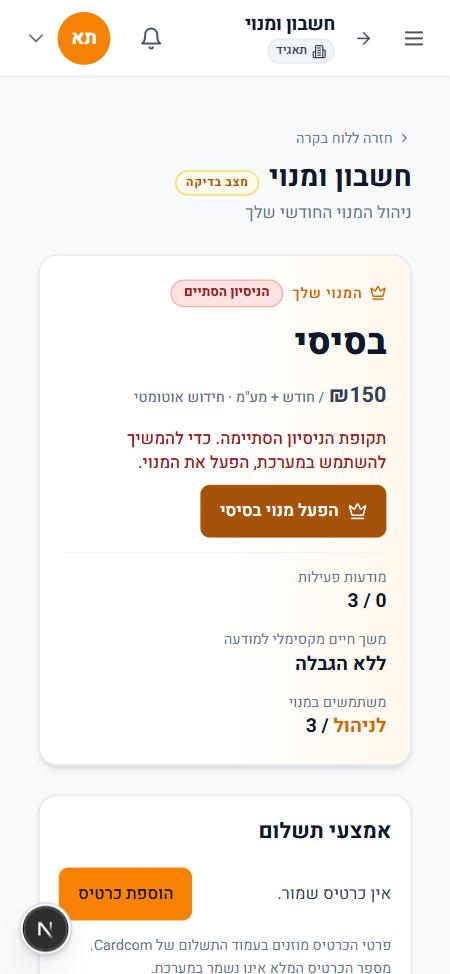 חשבון ומנוי
תאגיד
תא
חזרה ללוח בקרה
חשבון ומנוי מצב בדיקה
ניהול המנוי החודשי שלך
המנוי שלך הניסיון הסתיים
בסיסי
₪150 / חודש + מע"מ · חידוש אוטומטי
תקופת הניסיון הסתיימה. כדי להמשיך
להשתמש במערכת, הפעל את המנוי.
הפעל מנוי בסיסי
מודעות פעילות
0 / 3
משך חיים מקסימלי למודעה
ללא הגבלה
משתמשים במנוי
לניהול / 3
אמצעי תשלום
אין כרטיס שמור. הוספת כרטיס
פרטי הכרטיס מוזנים בעמוד התשלום של Cardcom.
מספר הכרטיס המלא אינו נשמר במערכת.
N